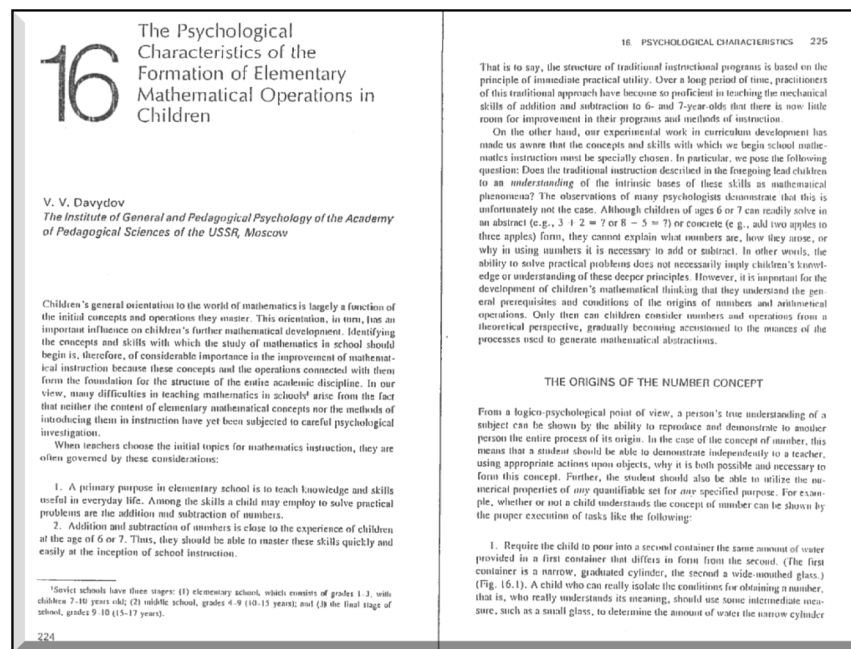 16
The Psychological
Characteristics of the
Formation of Elementary
Mathematical Operations in
Children
V. V. Davydov
The Institute of General and Pedagogical Psychology of the Academy
of Pedagogical Sciences of the USSR, Moscow
Children's general orientation to the world of mathematics is largely a function of
the initial concepts and operations they master. This orientation, in turn, has an
important influence on children's further mathematical development. Identifying
the concepts and skills with which the study of mathematics in school should
begin is, therefore, of considerable importance in the improvement of mathemat-
ical instruction because these concepts and the operations connected with them
form the foundation for the structure of the entire academic discipline. In our
view, many difficulties in teaching mathematics in schools¹ arise from the fact
that neither the content of elementary mathematical concepts nor the methods of
introducing them in instruction have yet been subjected to careful psychological
investigation.
When teachers choose the initial topics for mathematics instruction, they are
often governed by these considerations:
1. A primary purpose in elementary school is to teach knowledge and skills
useful in everyday life. Among the skills a child may employ to solve practical
problems are the addition and subtraction of numbers.
2. Addition and subtraction of numbers is close to the experience of children
at the age of 6 or 7. Thus, they should be able to master these skills quickly and
easily at the inception of school instruction.
¹Soviet schools have three stages: (1) elementary school, which consists of grades 1-3, with
children 7-10 years old; (2) middle school, grades 4-9 (10-15 years); and (3) the final stage of
school, grades 9-10 (15-17 years).
224
16. PSYCHOLOGICAL CHARACTERISTICS 225
That is to say, the structure of traditional instructional programs is based on the
principle of immediate practical utility. Over a long period of time, practitioners
of this traditional approach have become so proficient in teaching the mechanical
skills of addition and subtraction to 6- and 7-year-olds that there is now little
room for improvement in their programs and methods of instruction.
On the other hand, our experimental work in curriculum development has
made us aware that the concepts and skills with which we begin school mathe-
matics instruction must be specially chosen. In particular, we pose the following
question: Does the traditional instruction described in the foregoing lead children
to an understanding of the intrinsic bases of these skills as mathematical
phenomena? The observations of many psychologists demonstrate that this is
unfortunately not the case. Although children of ages 6 or 7 can readily solve in
an abstract (e.g., 3 + 2 = ? or 8 − 5 = ?) or concrete (e g., add two apples to
three apples) form, they cannot explain what numbers are, how they arose, or
why in using numbers it is necessary to add or subtract. In other words, the
ability to solve practical problems does not necessarily imply children's knowl-
edge or understanding of these deeper principles. However, it is important for the
development of children's mathematical thinking that they understand the gen-
eral prerequisites and conditions of the origins of numbers and arithmetical
operations. Only then can children consider numbers and operations from a
theoretical perspective, gradually becoming accustomed to the nuances of the
processes used to generate mathematical abstractions.
THE ORIGINS OF THE NUMBER CONCEPT
From a logico-psychological point of view, a person's true understanding of a
subject can be shown by the ability to reproduce and demonstrate to another
person the entire process of its origin. In the case of the concept of number, this
means that a student should be able to demonstrate independently to a teacher,
using appropriate actions upon objects, why it is both possible and necessary to
form this concept. Further, the student should also be able to utilize the nu-
merical properties of any quantifiable set for any specified purpose. For exam-
ple, whether or not a child understands the concept of number can be shown by
the proper execution of tasks like the following:
1. Require the child to pour into a second container the same amount of water
provided in a first container that differs in form from the second. (The first
container is a narrow, graduated cylinder, the second a wide-mouthed glass.)
(Fig. 16.1). A child who can really isolate the conditions for obtaining a number,
that is, who really understands its meaning, should use some intermediate mea-
sure, such as a small glass, to determine the amount of water the narrow cylinder